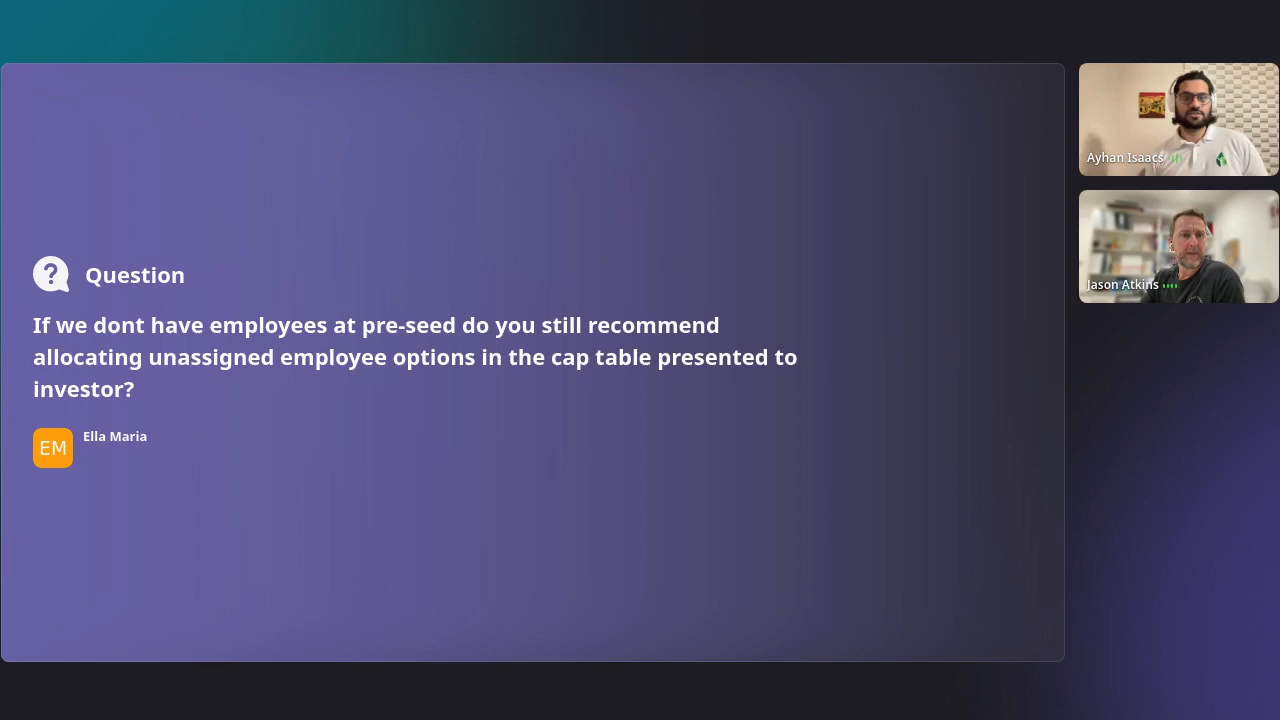 Question
If we dont have employees at pre-seed do you still recommend
allocating unassigned employee options in the cap table presented to
investor?
EM
Ella Maria
Ayhan Isaacs
Jason Atkins